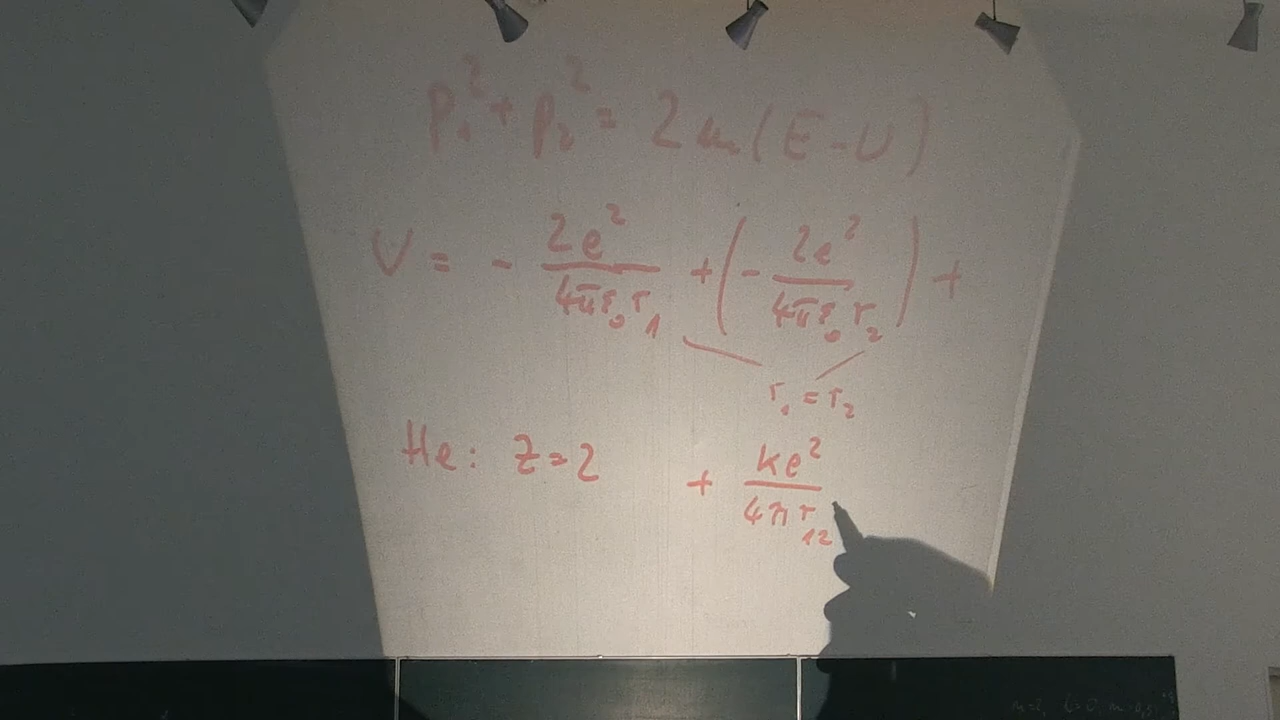 p₁² + p₂² = 2m(E-U)
V = - 2e²/4πε₀r₁ + (- 2e²/4πε₀r₂) +
r₁ = r₂
He: Z=2 + ke²/4πr₁₂